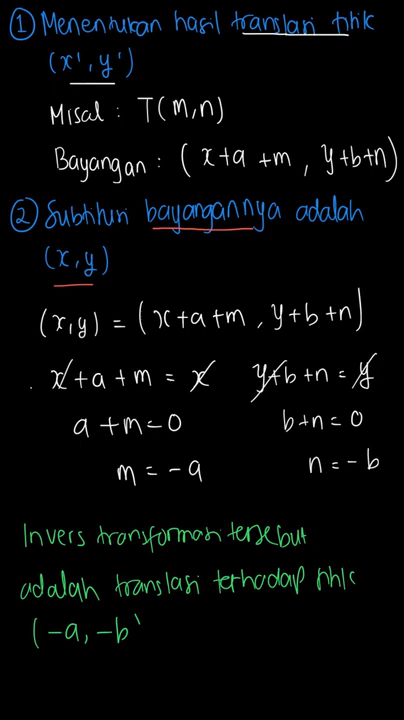 ① Menentukan hasil translasi titik
(x', y')
Misal : T(m,n)
Bayangan : (x+a+m, y+b+n)
② Subtitusi bayangannya adalah
(x,y)
(x,y) = (x+a+m, y+b+n)
x+a+m = x y+b+n = y
a+m=0 b+n=0
m = -a n = -b
Invers transformasi tersebut
adalah translasi terhadap titik
(-a, -b